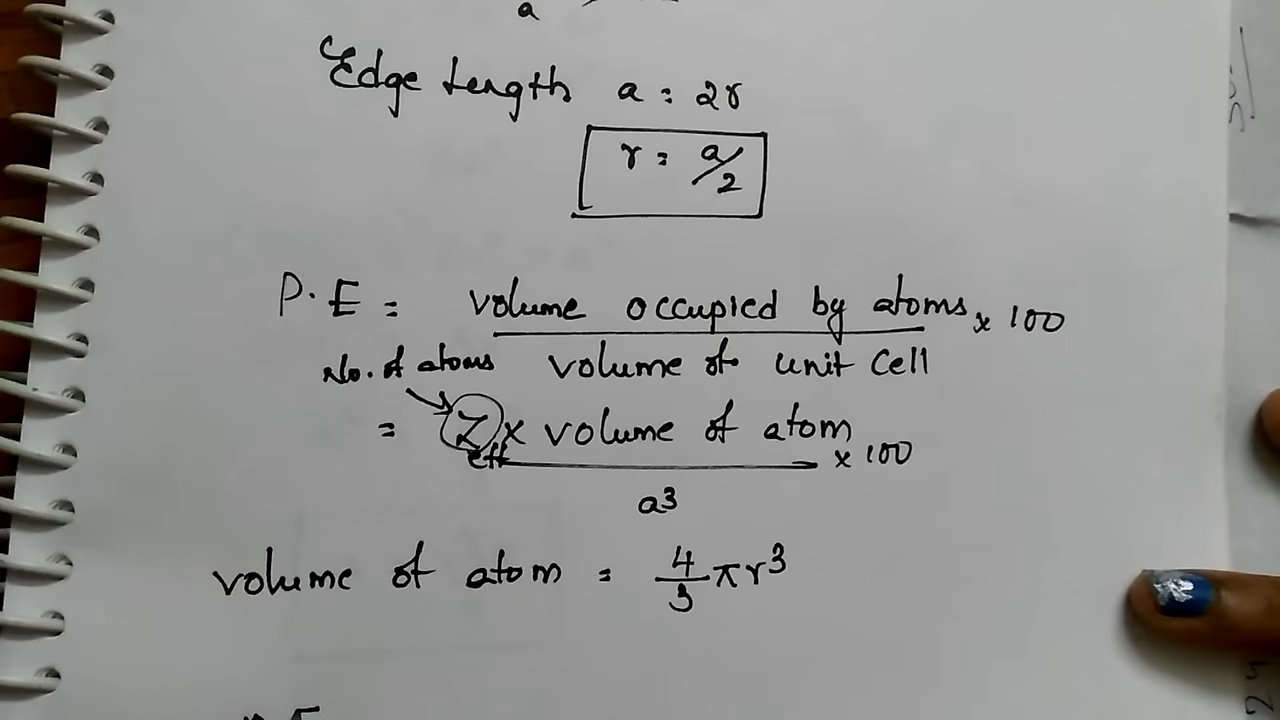 a
Edge Length a = 2r
r = a/2
P.E = volume occupied by atoms x 100
No. of atoms volume of unit cell
= Z x volume of atom
eff x 100
a³
volume of atom = 4/3 πr³